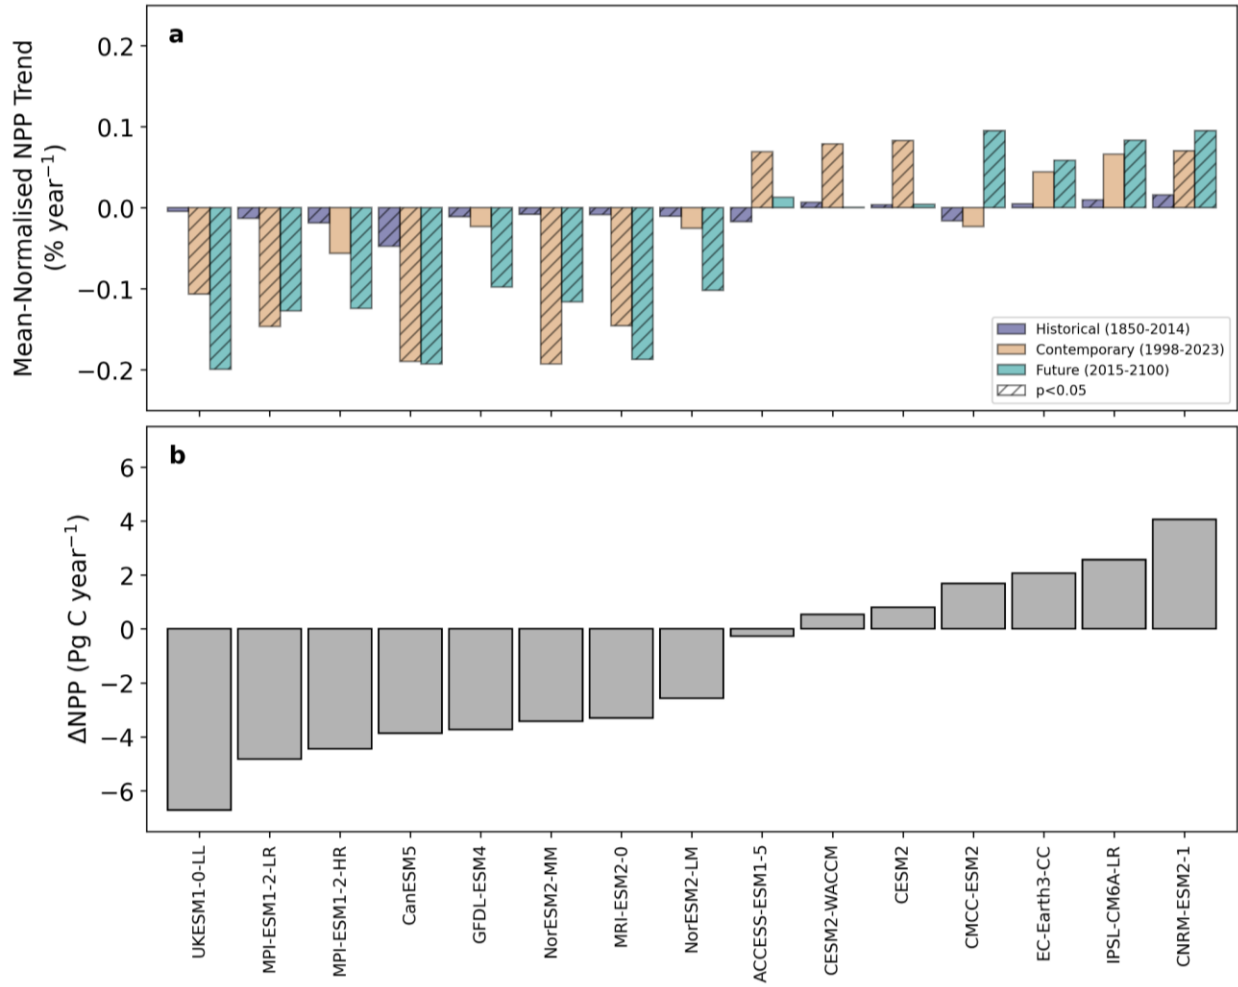 a
Mean-Normalised NPP Trend
(% year⁻¹)
0.2
0.1
0.0
−0.1
−0.2
Historical (1850-2014)
Contemporary (1998-2023)
Future (2015-2100)
p<0.05
b
ΔNPP (Pg C year⁻¹)
6
4
2
0
−2
−4
−6
UKESM1-0-LL
MPI-ESM1-2-LR
MPI-ESM1-2-HR
CanESM5
GFDL-ESM4
NorESM2-MM
MRI-ESM2-0
NorESM2-LM
ACCESS-ESM1-5
CESM2-WACCM
CESM2
CMCC-ESM2
EC-Earth3-CC
IPSL-CM6A-LR
CNRM-ESM2-1